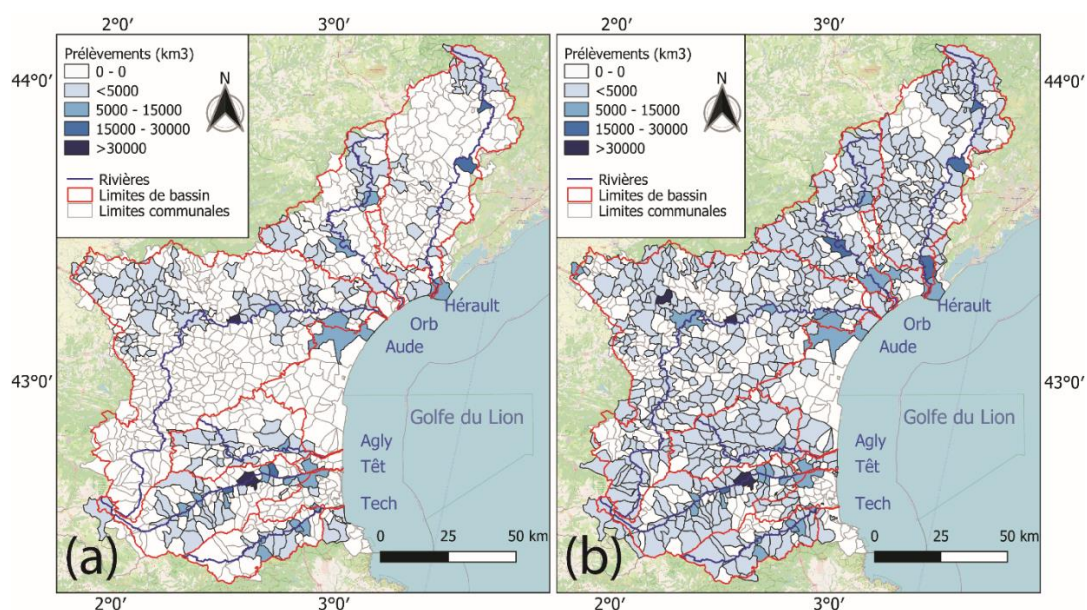 2°0′ 3°0′ 2°0′ 3°0′
Prélèvements (km3)
0 - 0
<5000
5000 - 15000
15000 - 30000
>30000
N
Rivières
Limites de bassin
Limites communales
44°0′
Hérault
Orb
Aude
43°0′
Golfe du Lion
Agly
Têt
Tech
(a)
0 25 50 km
2°0′ 3°0′
Prélèvements (km3)
0 - 0
<5000
5000 - 15000
15000 - 30000
>30000
N
Rivières
Limites de bassin
Limites communales
44°0′
Hérault
Orb
Aude
43°0′
Golfe du Lion
Agly
Têt
Tech
(b)
0 25 50 km
2°0′ 3°0′